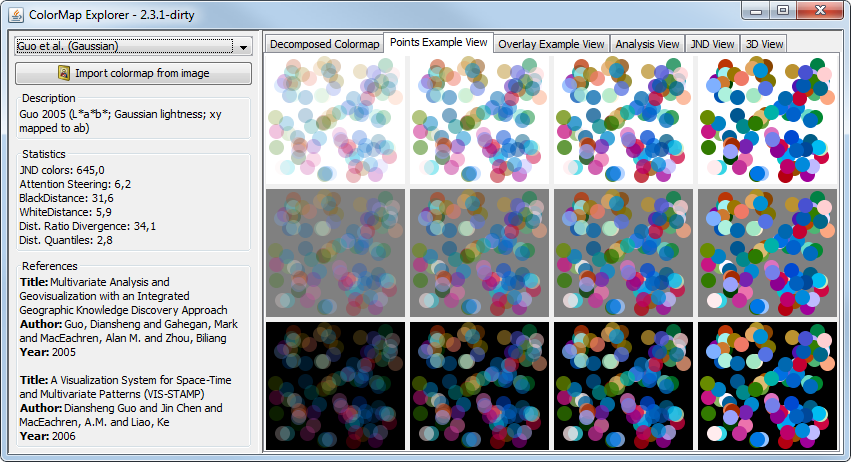 ColorMap Explorer - 2.3.1-dirty
Guo et al. (Gaussian)
Import colormap from image
Description
Guo 2005 (L*a*b*; Gaussian lightness; xy
mapped to ab)
Statistics
JND colors: 645,0
Attention Steering: 6,2
BlackDistance: 31,6
WhiteDistance: 5,9
Dist. Ratio Divergence: 34,1
Dist. Quantiles: 2,8
References
Title: Multivariate Analysis and
Geovisualization with an Integrated
Geographic Knowledge Discovery Approach
Author: Guo, Diansheng and Gahegan, Mark
and MacEachren, Alan M. and Zhou, Biliang
Year: 2005
Title: A Visualization System for Space-Time
and Multivariate Patterns (VIS-STAMP)
Author: Diansheng Guo and Jin Chen and
MacEachren, A.M. and Liao, Ke
Year: 2006
Decomposed Colormap
Points Example View
Overlay Example View
Analysis View
JND View
3D View